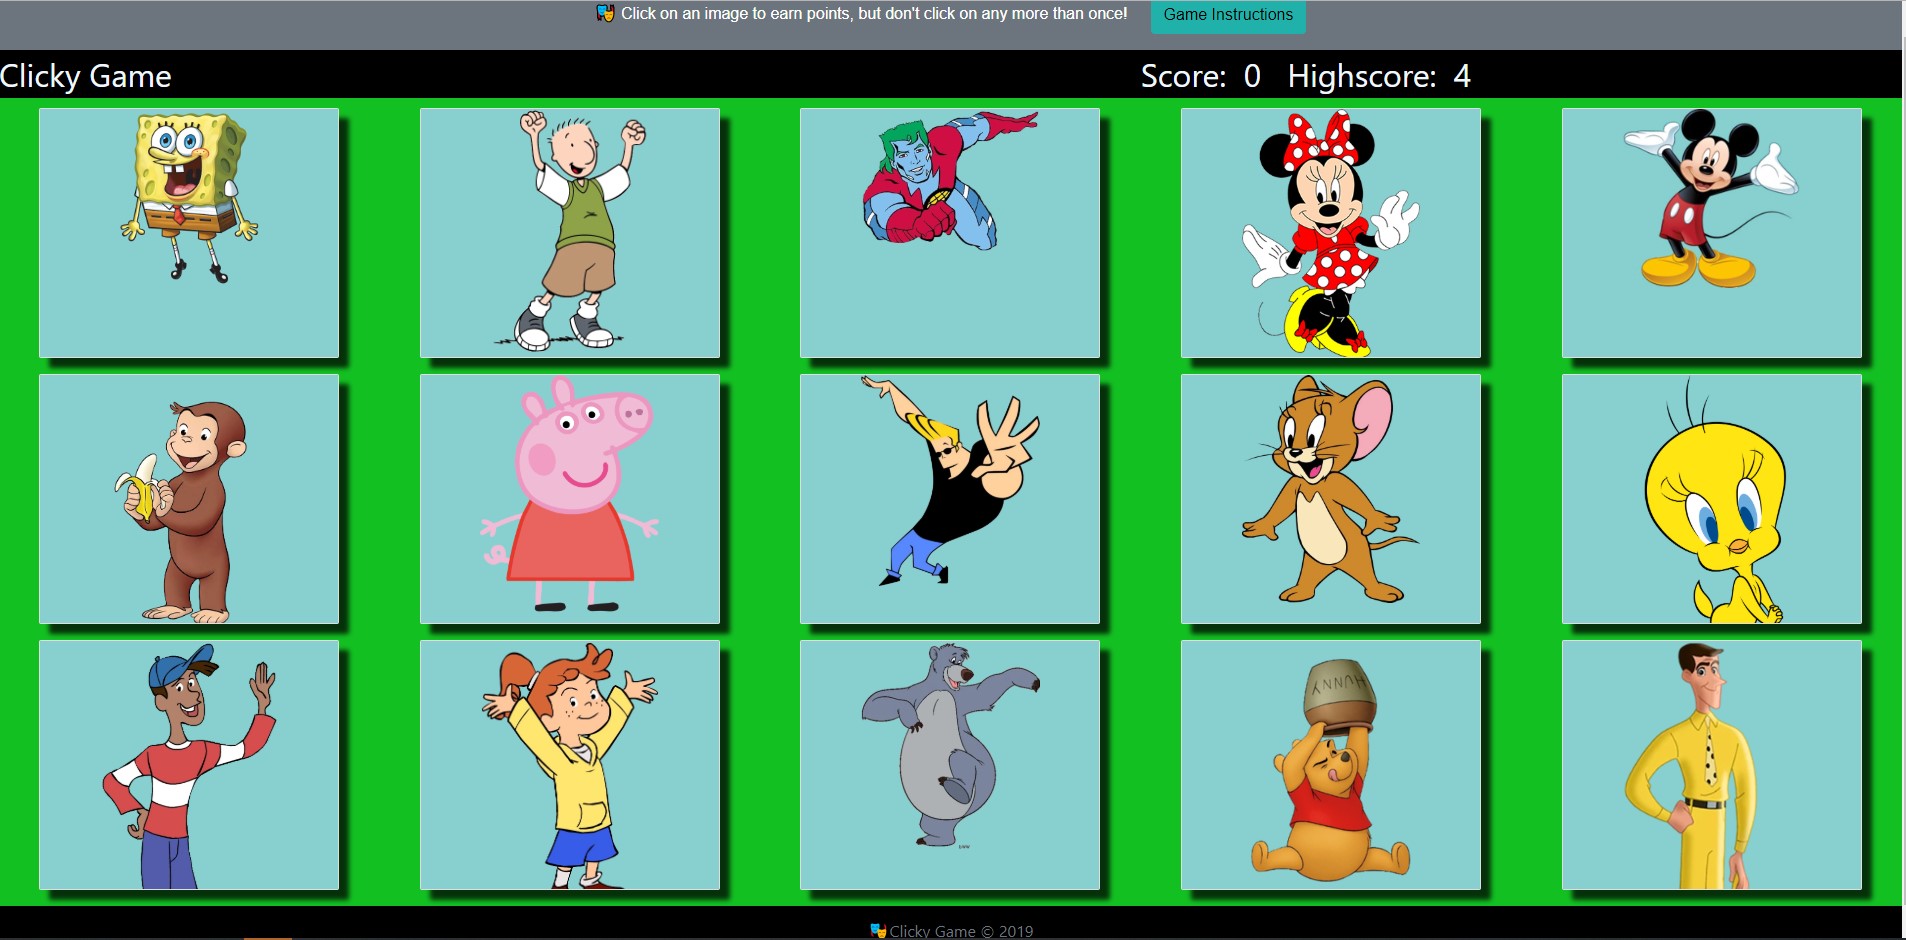 Click on an image to earn points, but don't click on any more than once!
Game Instructions
Clicky Game
Score: 0 Highscore: 4
HUNNY
Clicky Game © 2019